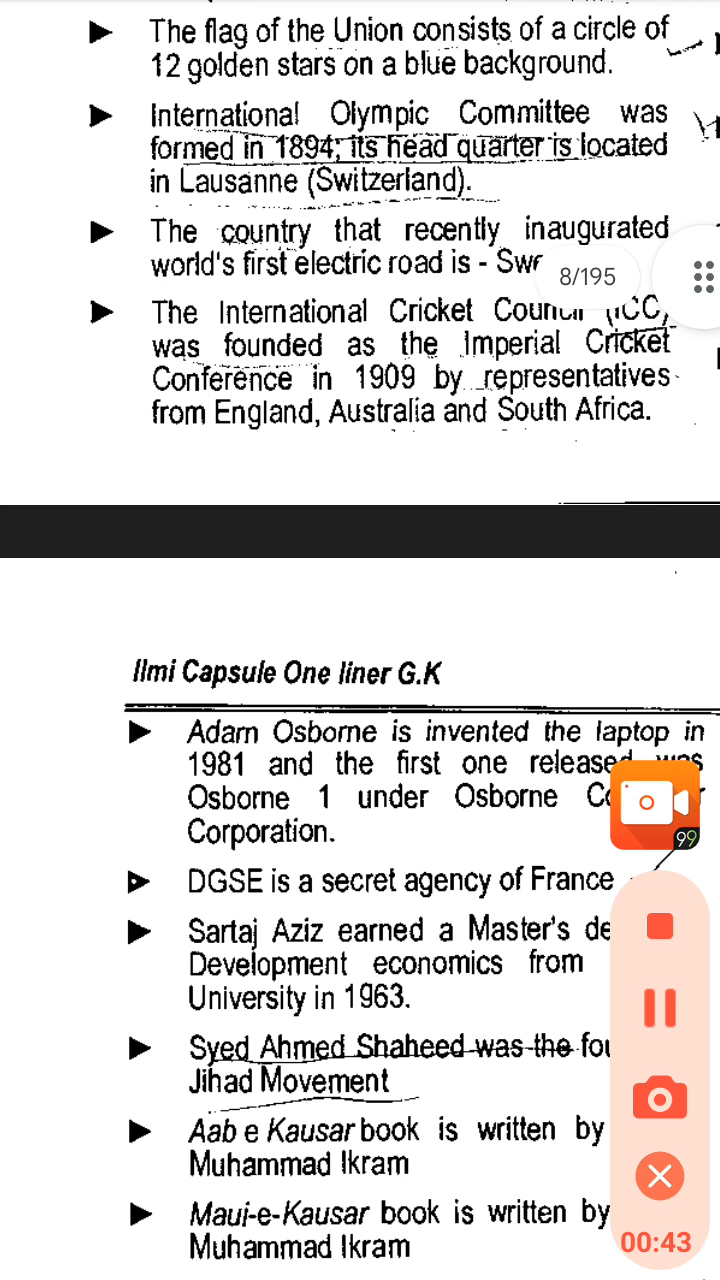 ► The flag of the Union consists of a circle of
12 golden stars on a blue background.
► International Olympic Committee was
formed in 1894; its head quarter is located
in Lausanne (Switzerland).
► The country that recently inaugurated
world's first electric road is -
8/195
► The International Cricket Council (ICC)
was founded as the Imperial Cricket
Conference in 1909 by representatives
from England, Australia and South Africa.
Ilmi Capsule One liner G.K
► Adam Osborne is invented the laptop in
1981 and the first one released was
Osborne 1 under Osborne
Corporation.
► DGSE is a secret agency of France
► Sartaj Aziz earned a Master's
Development economics from
University in 1963.
► Syed Ahmed Shaheed was the
Jihad Movement
► Aab e Kausar book is written by
Muhammad Ikram
► Maui-e-Kausar book is written by
Muhammad Ikram
99
00:43